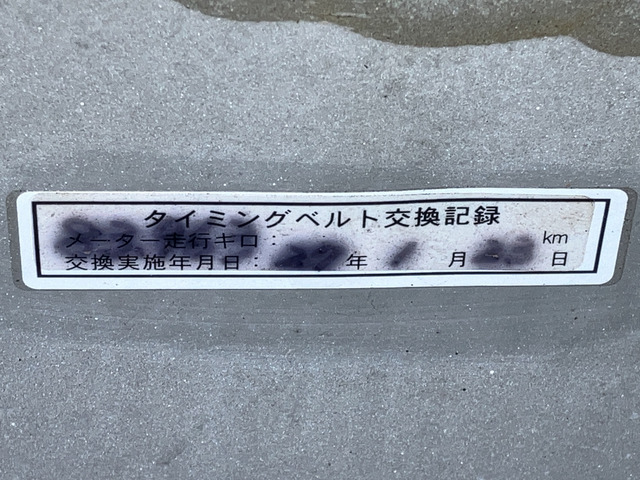 タイミングベルト交換記録
メーター走行キロ: km
交換実施年月日: 年 1 月 日